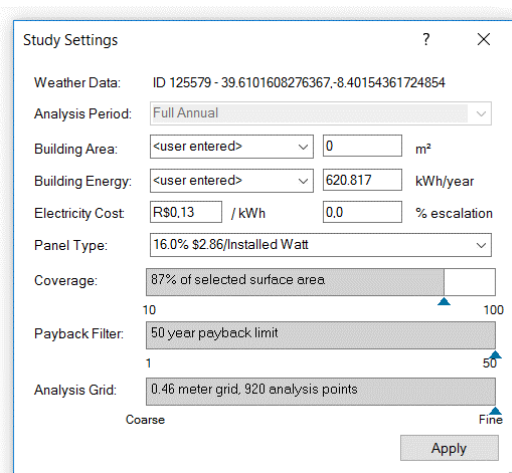 Study Settings ? ×
Weather Data: ID 125579 - 39.6101608276367,-8.40154361724854
Analysis Period: Full Annual
Building Area: <user entered> 0 m²
Building Energy: <user entered> 620.817 kWh/year
Electricity Cost: R$0,13 / kWh 0,0 % escalation
Panel Type: 16.0% $2.86/Installed Watt
Coverage: 87% of selected surface area
10 100
Payback Filter: 50 year payback limit
1 50
Analysis Grid: 0.46 meter grid, 920 analysis points
Coarse Fine
Apply